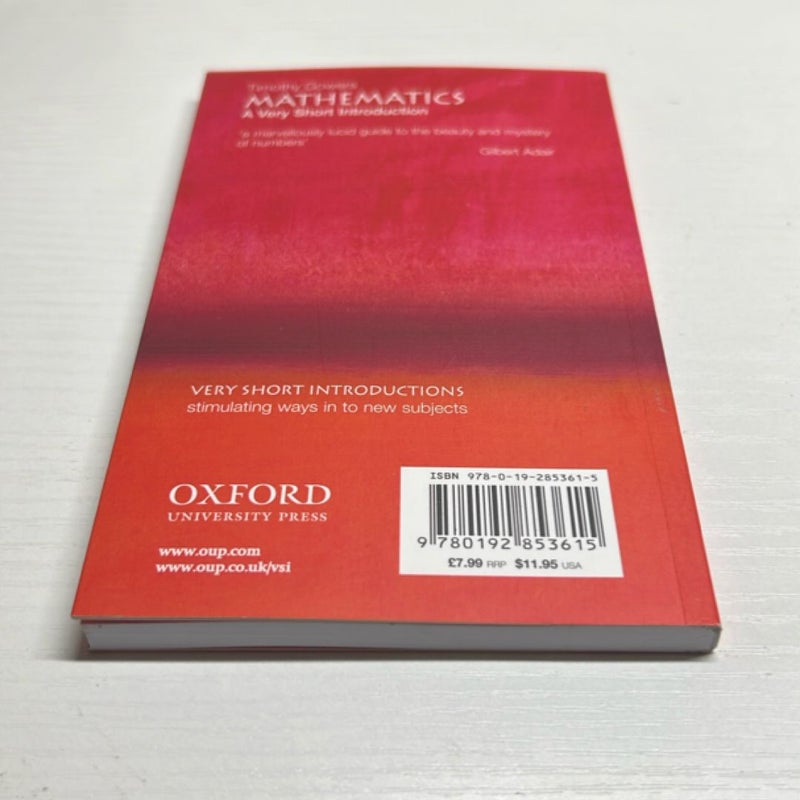 Timothy Gowers
MATHEMATICS
A Very Short Introduction
'a marvellously lucid guide to the beauty and mystery
of numbers'
Gilbert Adair
VERY SHORT INTRODUCTIONS
stimulating ways in to new subjects
OXFORD
UNIVERSITY PRESS
www.oup.com
www.oup.co.uk/vsi
ISBN 978-0-19-285361-5
9 780192 853615
£7.99 RRP $11.95 USA